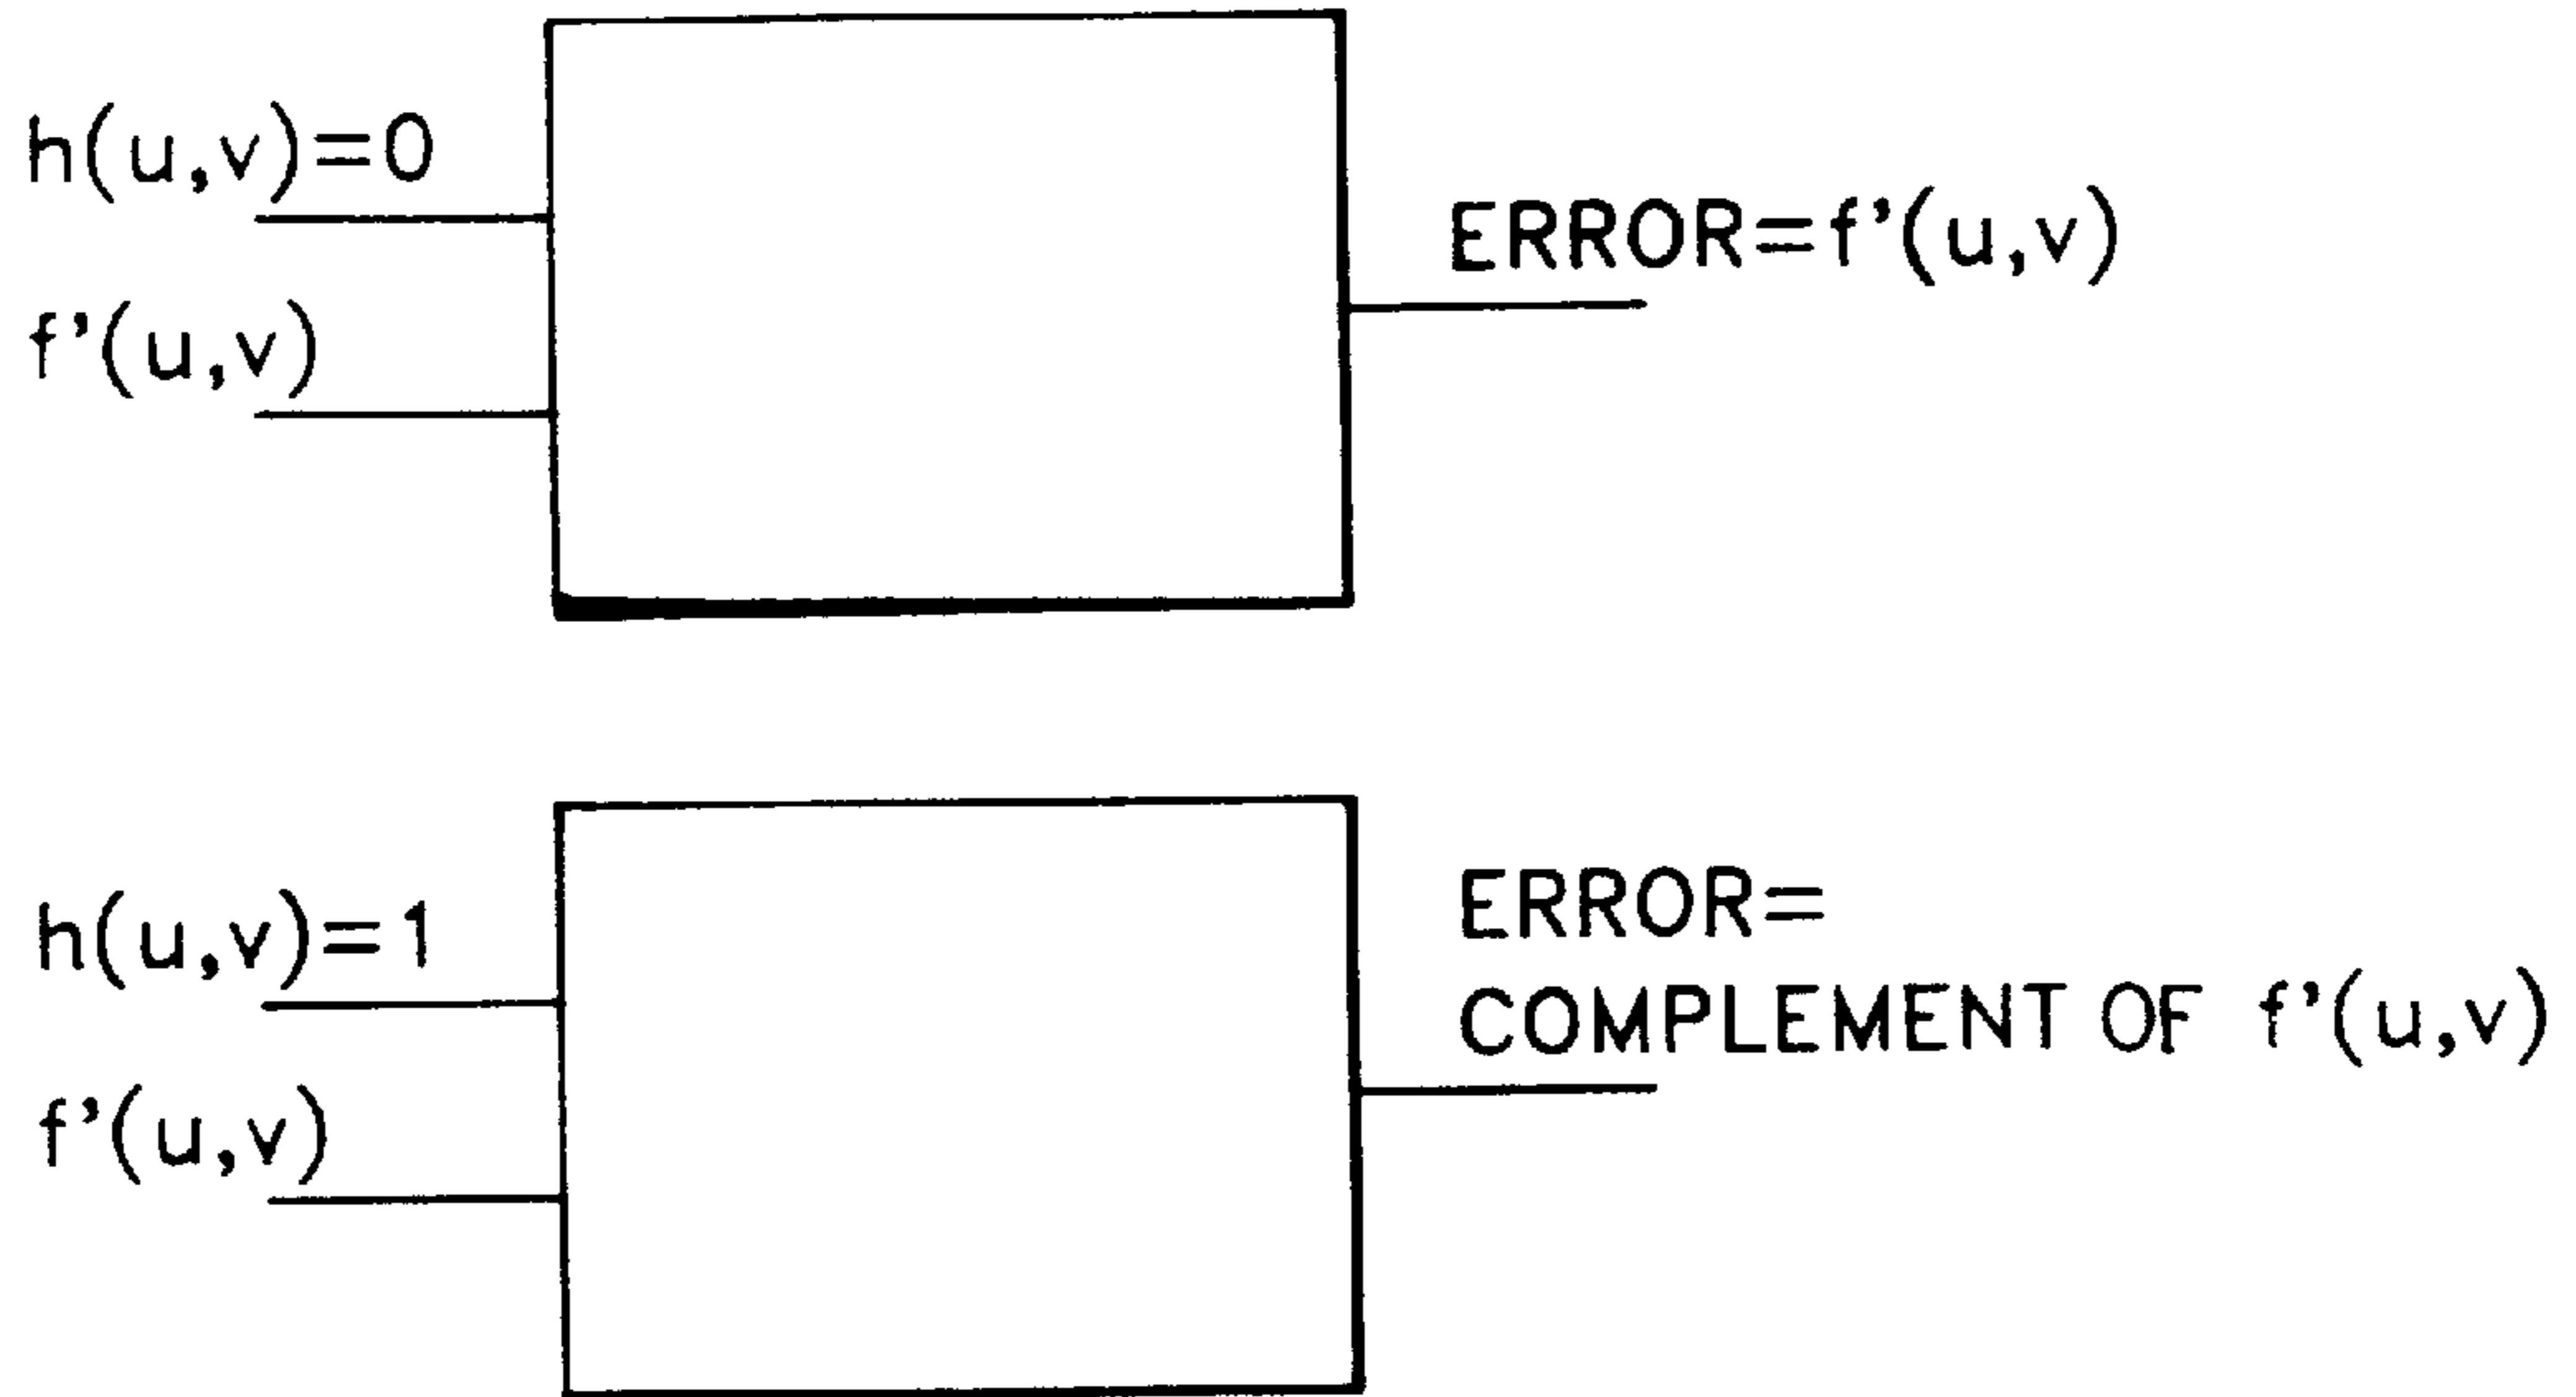 h(u,v)=0
f'(u,v)
ERROR=f'(u,v)
h(u,v)=1
f'(u,v)
ERROR=
COMPLEMENT OF f'(u,v)